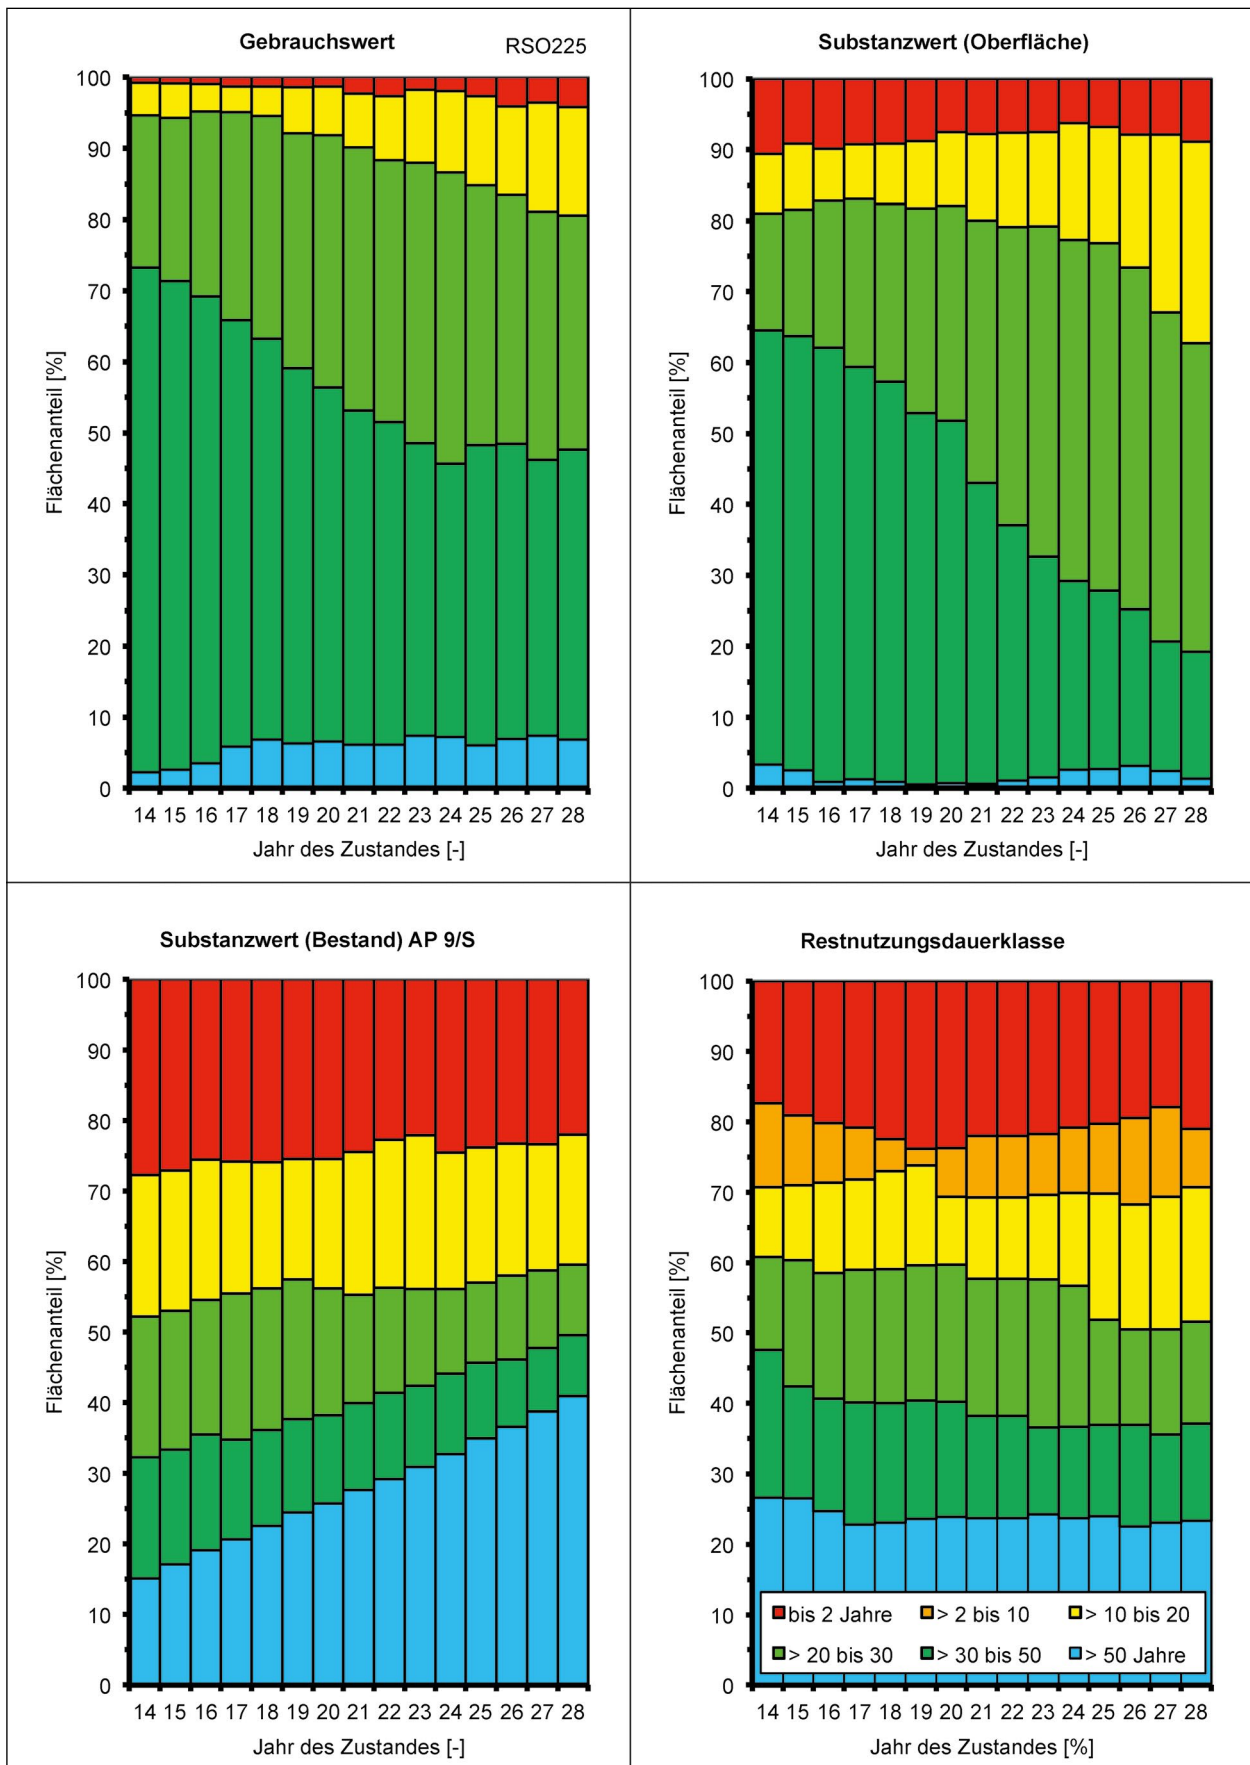 Gebrauchswert RSO225
100
90
80
70
60
50
40
30
20
10
0
Flächenanteil [%]
14 15 16 17 18 19 20 21 22 23 24 25 26 27 28
Jahr des Zustandes [-]
Substanzwert (Oberfläche)
100
90
80
70
60
50
40
30
20
10
0
Flächenanteil [%]
14 15 16 17 18 19 20 21 22 23 24 25 26 27 28
Jahr des Zustandes [-]
Substanzwert (Bestand) AP 9/S
100
90
80
70
60
50
40
30
20
10
0
Flächenanteil [%]
14 15 16 17 18 19 20 21 22 23 24 25 26 27 28
Jahr des Zustandes [-]
Restnutzungsdauerklasse
100
90
80
70
60
50
40
30
20
10
0
Flächenanteil [%]
bis 2 Jahre > 2 bis 10 > 10 bis 20
> 20 bis 30 > 30 bis 50 > 50 Jahre
14 15 16 17 18 19 20 21 22 23 24 25 26 27 28
Jahr des Zustandes [%]